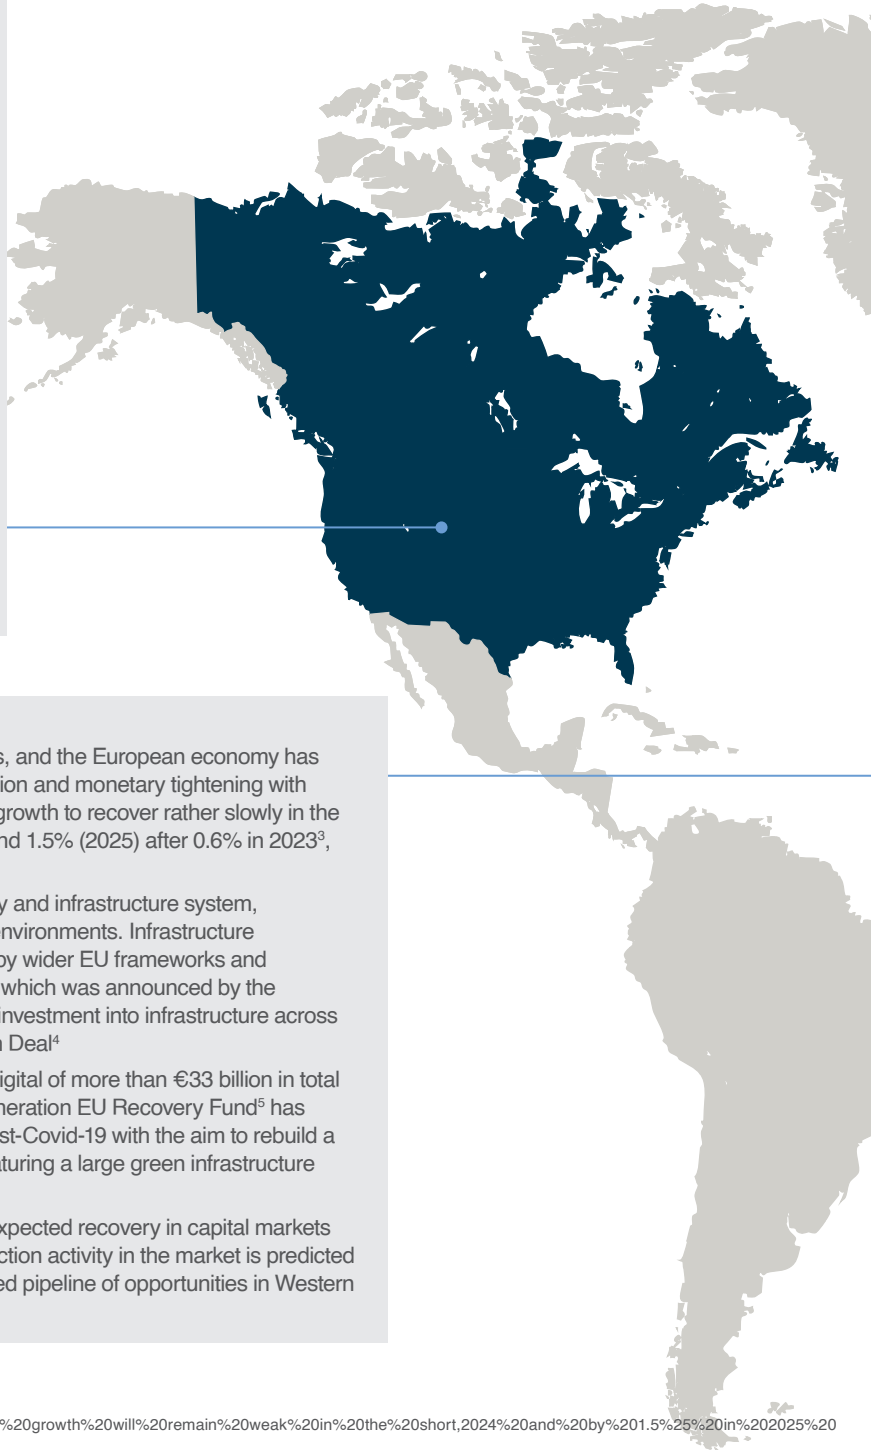 s, and the European economy has
ion and monetary tightening with
growth to recover rather slowly in the
nd 1.5% (2025) after 0.6% in 2023³,
y and infrastructure system,
environments. Infrastructure
by wider EU frameworks and
which was announced by the
investment into infrastructure across
n Deal⁴
igital of more than €33 billion in total
neration EU Recovery Fund⁵ has
st-Covid-19 with the aim to rebuild a
aturing a large green infrastructure
xpected recovery in capital markets
ction activity in the market is predicted
ed pipeline of opportunities in Western
%20growth%20will%20remain%20weak%20in%20the%20short,2024%20and%20by%201.5%25%20in%202025%20